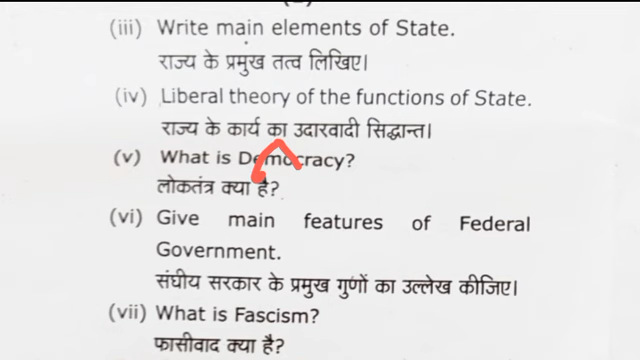 (iii) Write main elements of State.
राज्य के प्रमुख तत्व लिखिए।
(iv) Liberal theory of the functions of State.
राज्य के कार्य का उदारवादी सिद्धान्त।
(v) What is Democracy?
लोकतंत्र क्या है?
(vi) Give main features of Federal
Government.
संघीय सरकार के प्रमुख गुणों का उल्लेख कीजिए।
(vii) What is Fascism?
फासीवाद क्या है?